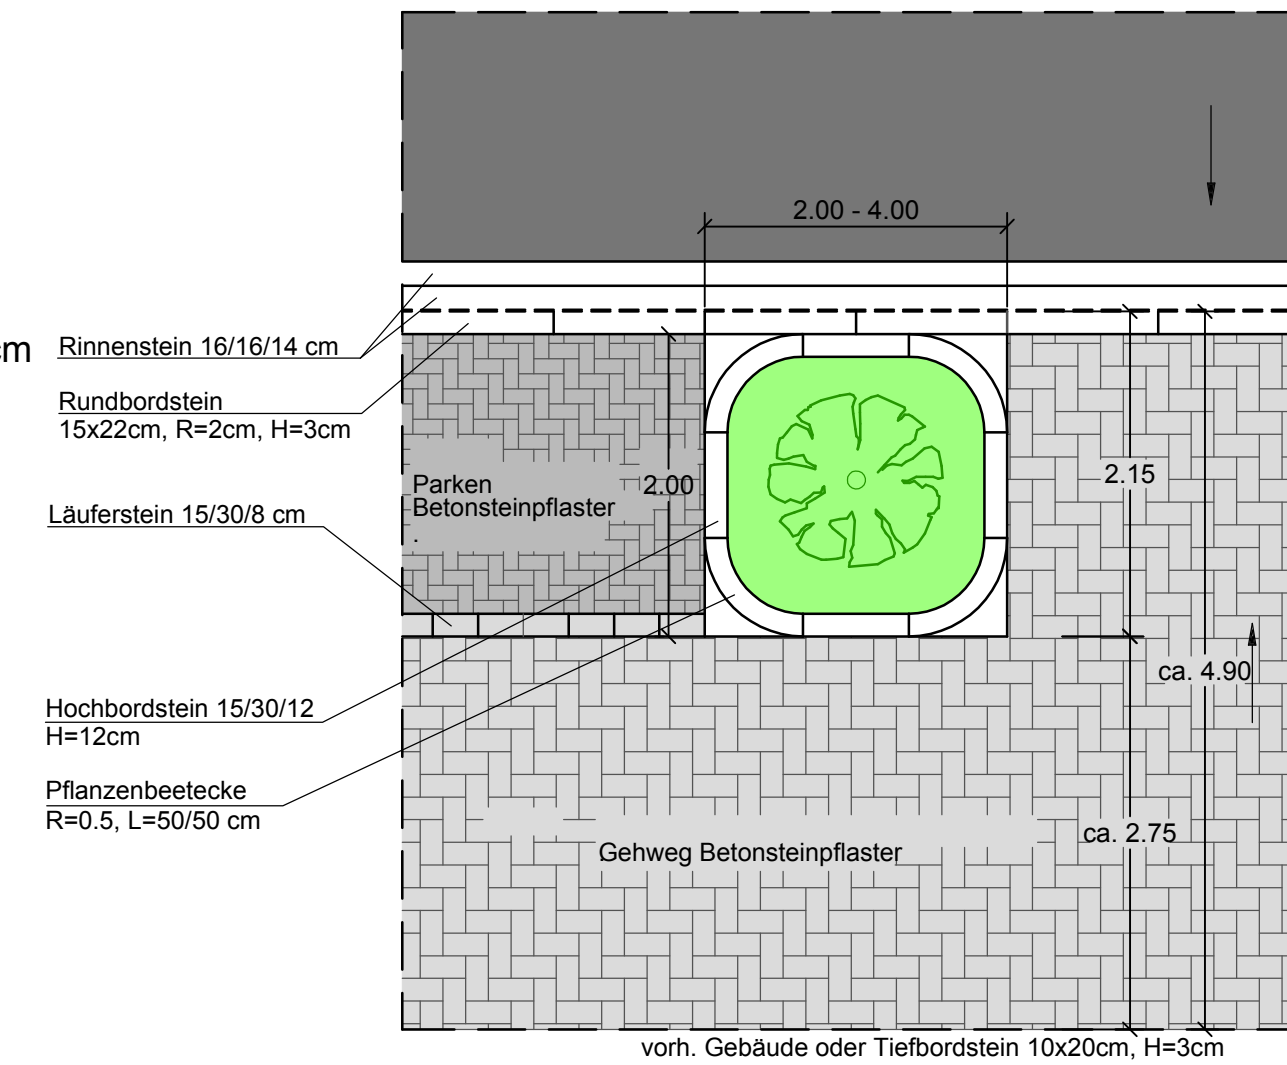 2.00 - 4.00
cm
Rinnenstein 16/16/14 cm
Rundbordstein
15x22cm, R=2cm, H=3cm
Parken
Betonsteinpflaster
.
2.00
2.15
Läuferstein 15/30/8 cm
ca. 4.90
Hochbordstein 15/30/12
H=12cm
Pflanzenbeetecke
R=0.5, L=50/50 cm
ca. 2.75
Gehweg Betonsteinpflaster
vorh. Gebäude oder Tiefbordstein 10x20cm, H=3cm